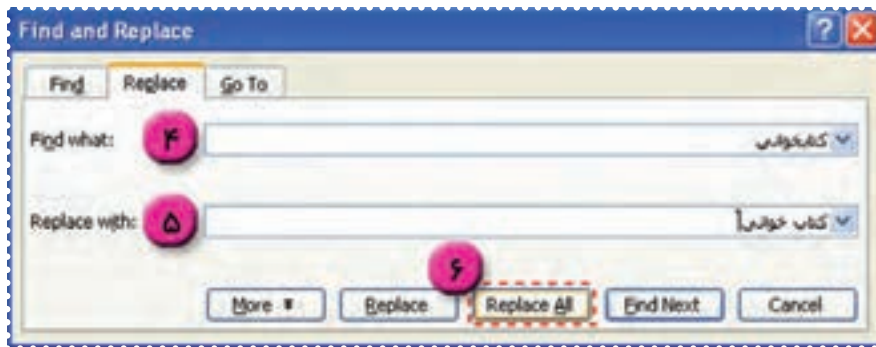 Find and Replace
Find Replace Go To
Find what: ۴ کتابخوانی
Replace with: ۵ کتاب خوانی
۶
More Replace Replace All Find Next Cancel